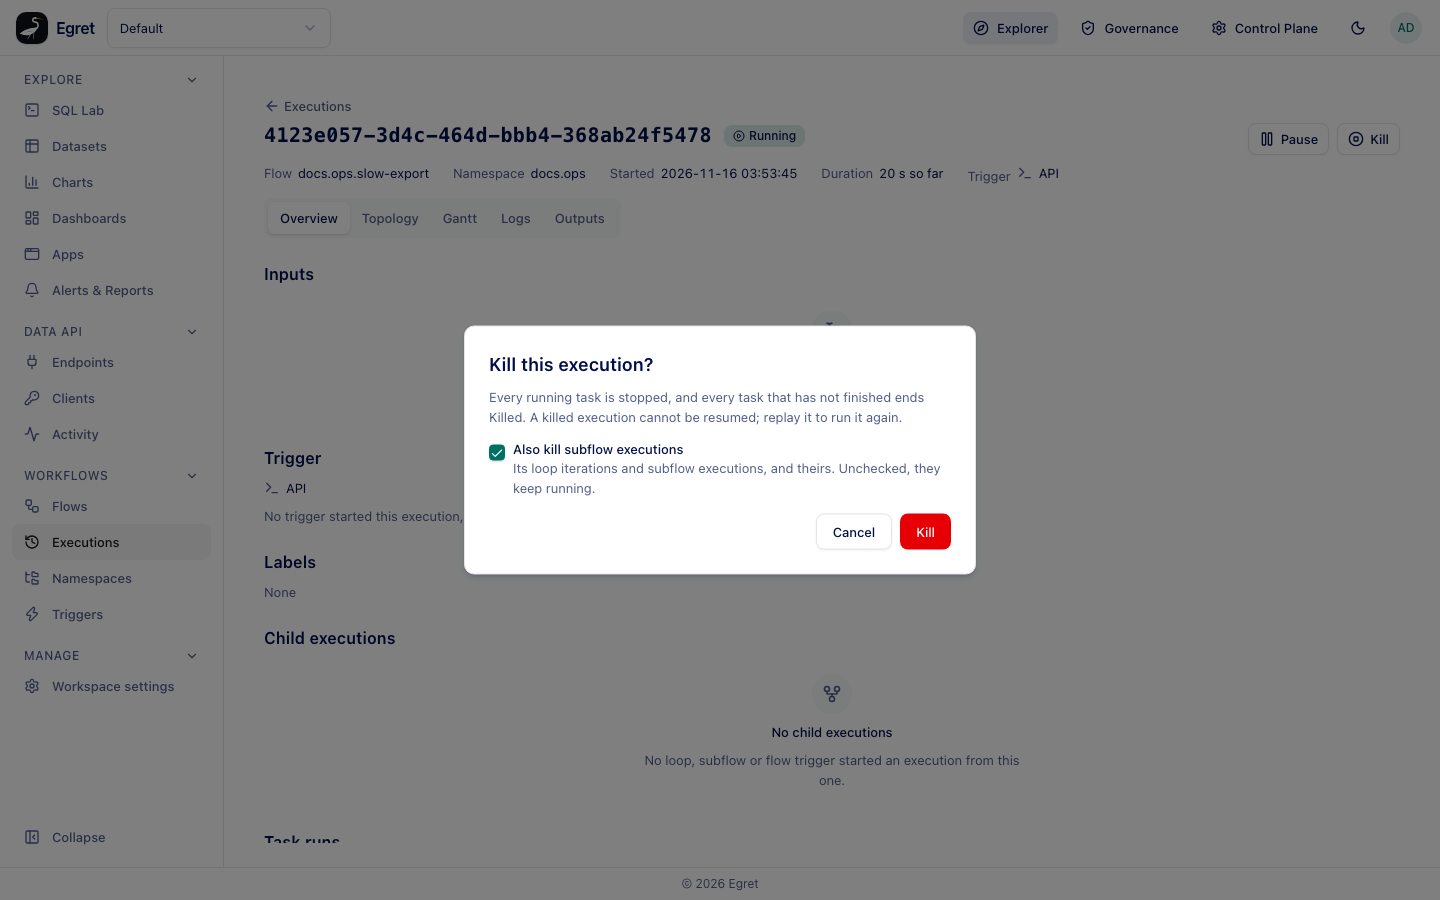 Egret
Default
Explorer
Governance
Control Plane
AD
EXPLORE
SQL Lab
Datasets
Charts
Dashboards
Apps
Alerts & Reports
DATA API
Endpoints
Clients
Activity
WORKFLOWS
Flows
Executions
Namespaces
Triggers
MANAGE
Workspace settings
Collapse
Executions
4123e057-3d4c-464d-bbb4-368ab24f5478
Running
Pause
Kill
Flow docs.ops.slow-export
Namespace docs.ops
Started 2026-11-16 03:53:45
Duration 20 s so far
Trigger API
Overview
Topology
Gantt
Logs
Outputs
Inputs
Trigger
API
No trigger started this execution,
Labels
None
Child executions
No child executions
No loop, subflow or flow trigger started an execution from this
one.
Task runs
Kill this execution?
Every running task is stopped, and every task that has not finished ends
Killed. A killed execution cannot be resumed; replay it to run it again.
Also kill subflow executions
Its loop iterations and subflow executions, and theirs. Unchecked, they
keep running.
Cancel
Kill
© 2026 Egret